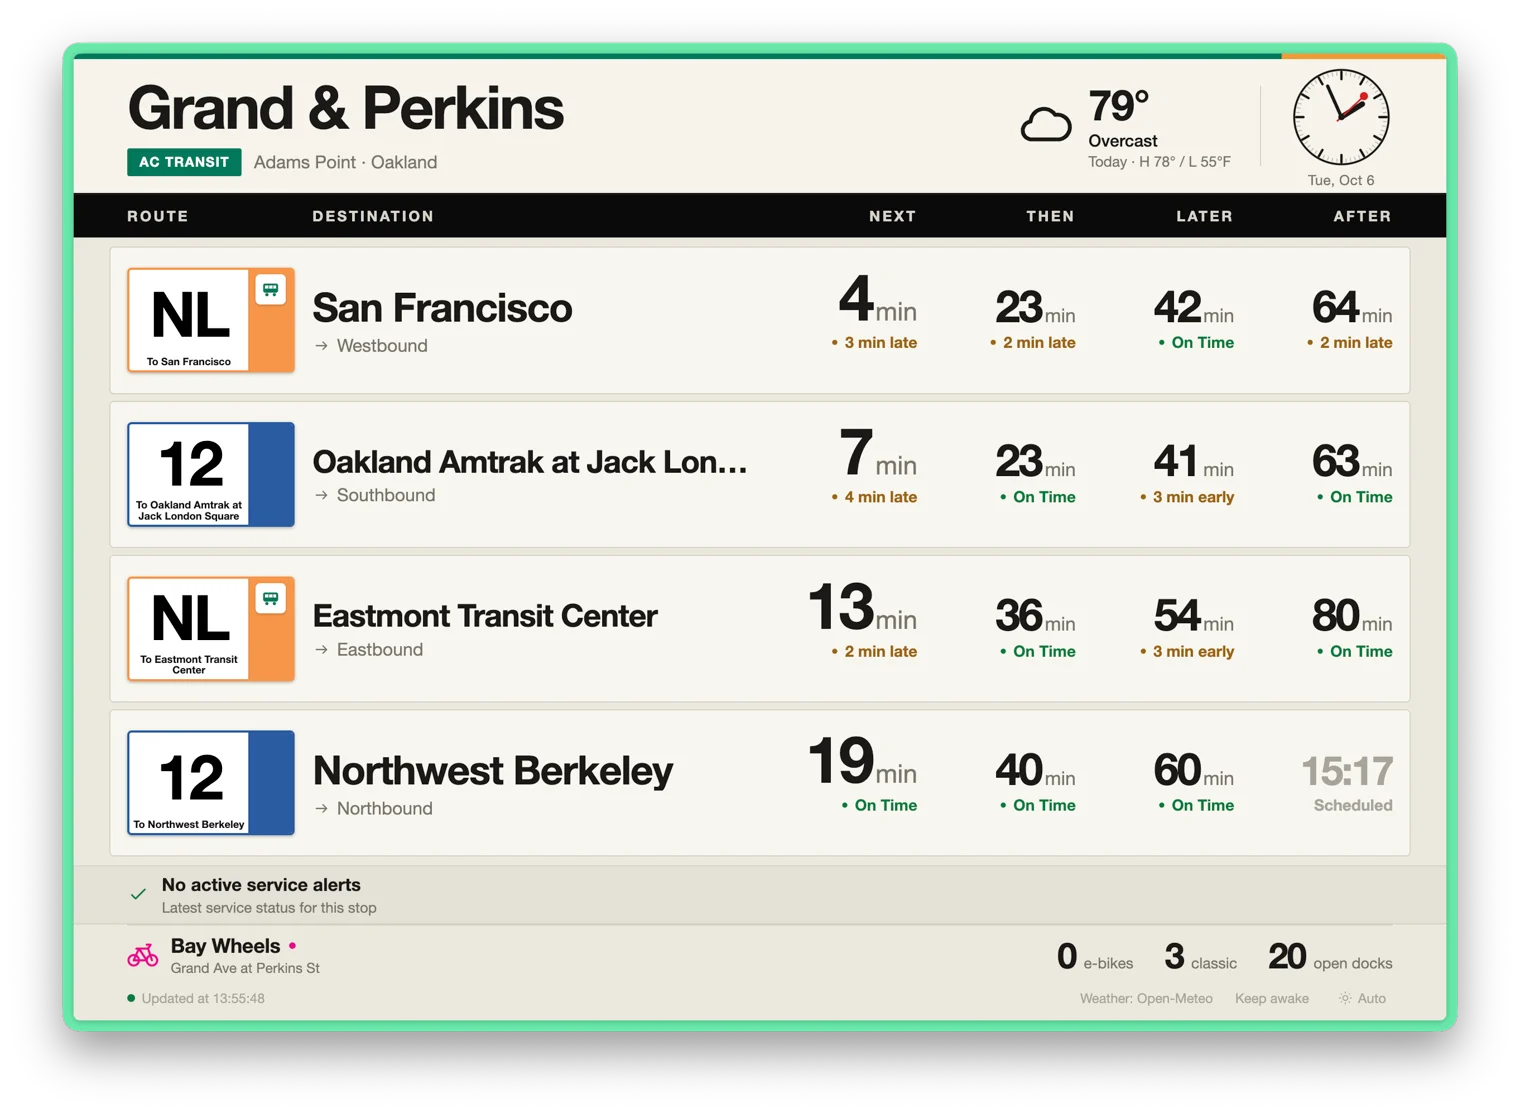 Grand & Perkins
AC TRANSIT Adams Point · Oakland
79°
Overcast
Today · H 78° / L 55°F
Tue, Oct 6
ROUTE DESTINATION NEXT THEN LATER AFTER
NL
To San Francisco
San Francisco
→ Westbound
4 min 23 min 42 min 64 min
• 3 min late • 2 min late • On Time • 2 min late
12
To Oakland Amtrak at
Jack London Square
Oakland Amtrak at Jack Lon…
→ Southbound
7 min 23 min 41 min 63 min
• 4 min late • On Time • 3 min early • On Time
NL
To Eastmont Transit
Center
Eastmont Transit Center
→ Eastbound
13 min 36 min 54 min 80 min
• 2 min late • On Time • 3 min early • On Time
12
To Northwest Berkeley
Northwest Berkeley
→ Northbound
19 min 40 min 60 min 15:17
• On Time • On Time • On Time Scheduled
No active service alerts
Latest service status for this stop
Bay Wheels •
Grand Ave at Perkins St
0 e-bikes 3 classic 20 open docks
Updated at 13:55:48
Weather: Open-Meteo Keep awake Auto